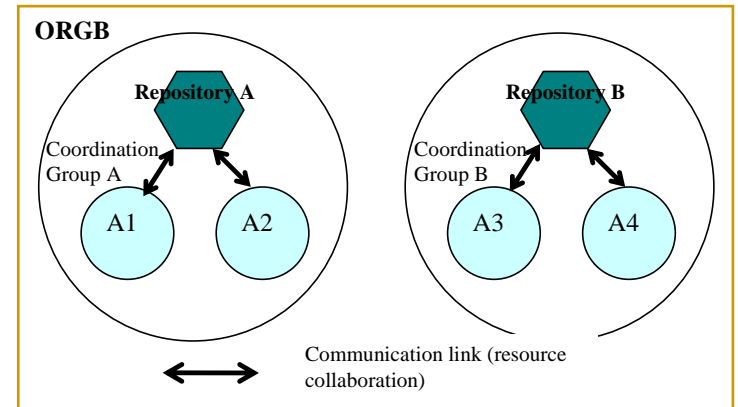 ORGB
Repository A
Coordination
Group A
A1
A2
Repository B
Coordination
Group B
A3
A4
Communication link (resource
collaboration)